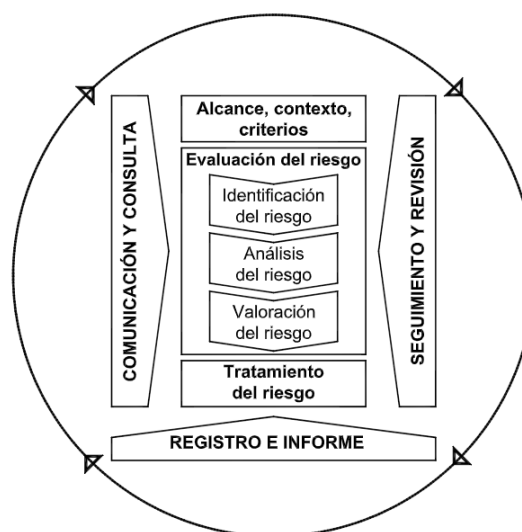 Alcance, contexto,
criterios
Evaluación del riesgo
Identificación
del riesgo
Análisis
del riesgo
Valoración
del riesgo
Tratamiento
del riesgo
COMUNICACIÓN Y CONSULTA
SEGUIMIENTO Y REVISIÓN
REGISTRO E INFORME